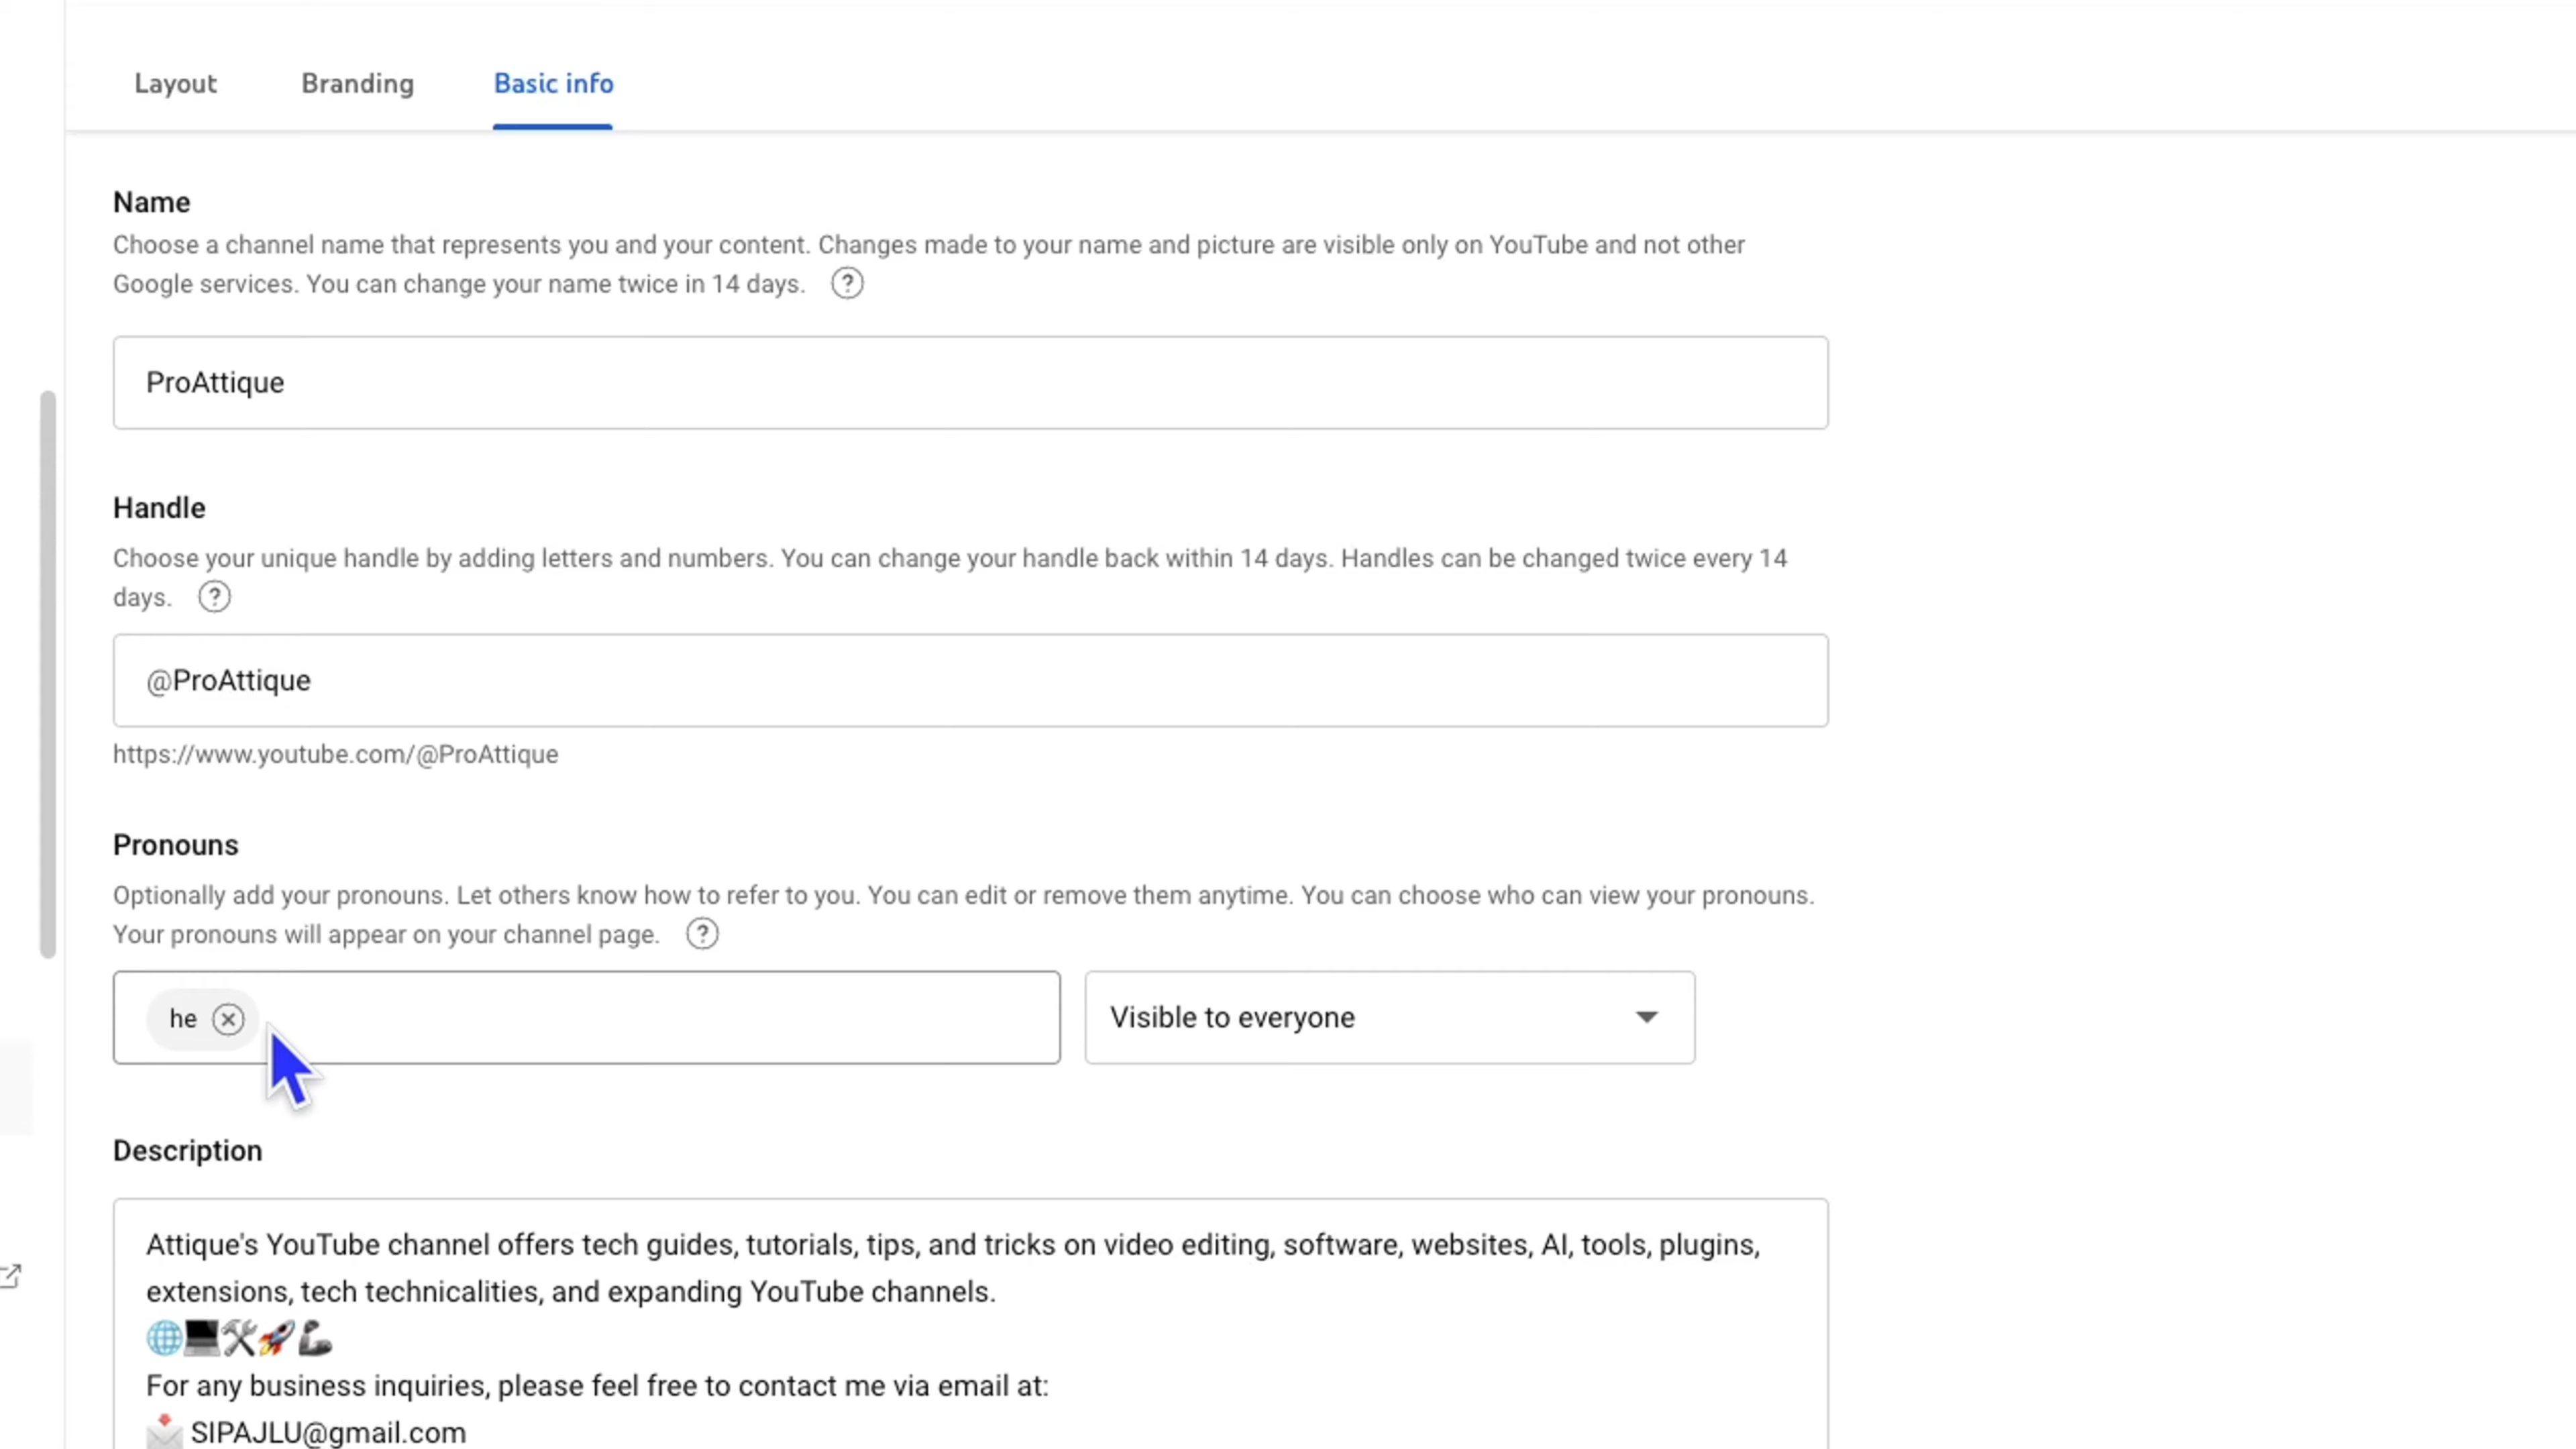 Layout Branding Basic info
Name
Choose a channel name that represents you and your content. Changes made to your name and picture are visible only on YouTube and not other
Google services. You can change your name twice in 14 days. ?
ProAttique
Handle
Choose your unique handle by adding letters and numbers. You can change your handle back within 14 days. Handles can be changed twice every 14
days. ?
@ProAttique
https://www.youtube.com/@ProAttique
Pronouns
Optionally add your pronouns. Let others know how to refer to you. You can edit or remove them anytime. You can choose who can view your pronouns.
Your pronouns will appear on your channel page. ?
he Visible to everyone
Description
Attique's YouTube channel offers tech guides, tutorials, tips, and tricks on video editing, software, websites, AI, tools, plugins,
extensions, tech technicalities, and expanding YouTube channels.
🌐💻🛠🚀🦾
For any business inquiries, please feel free to contact me via email at:
📩 SIPAJLU@gmail.com